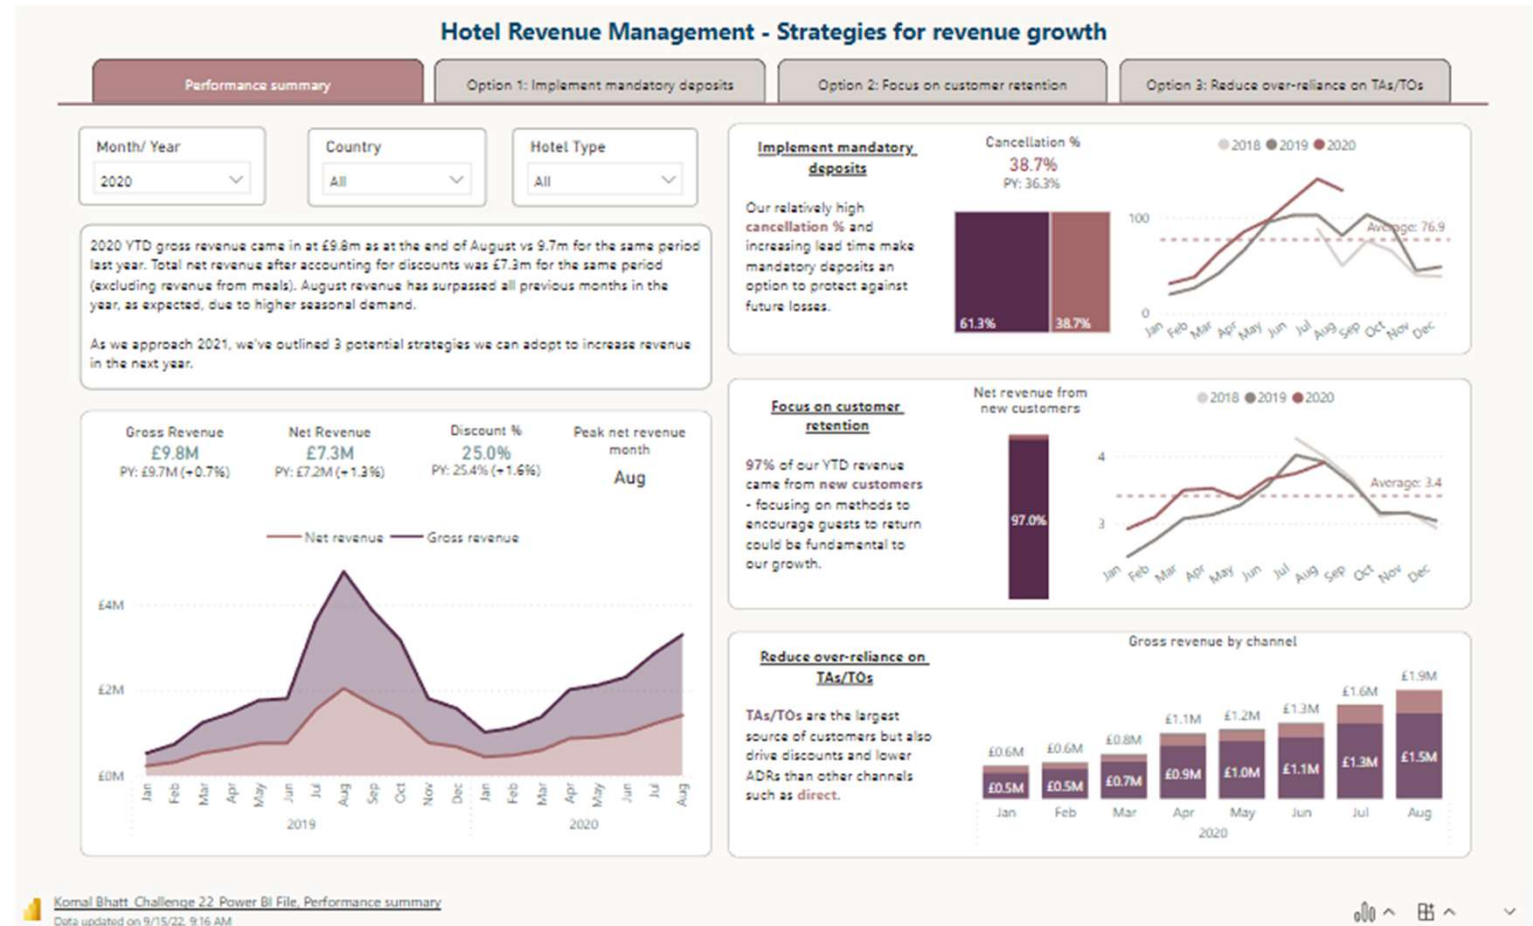 Hotel Revenue Management - Strategies for revenue growth
Performance summary
Option 1: Implement mandatory deposits
Option 2: Focus on customer retention
Option 3: Reduce over-reliance on TAs/TOs
Month/ Year
2020
Country
All
Hotel Type
All
2020 YTD gross revenue came in at £9.8m as at the end of August vs 9.7m for the same period
last year. Total net revenue after accounting for discounts was £7.3m for the same period
(excluding revenue from meals). August revenue has surpassed all previous months in the
year, as expected, due to higher seasonal demand.
As we approach 2021, we've outlined 3 potential strategies we can adopt to increase revenue
in the next year.
Gross Revenue
£9.8M
PY: £9.7M (+0.7%)
Net Revenue
£7.3M
PY: £7.2M (+1.3%)
Discount %
25.0%
PY: 25.4% (+1.6%)
Peak net revenue
month
Aug
Net revenue
Gross revenue
£4M
£2M
£0M
Jan
Feb
Mar
Apr
May
Jun
Jul
Aug
Sep
Oct
Nov
Dec
Jan
Feb
Mar
Apr
May
Jun
Jul
Aug
2019
2020
Implement mandatory
deposits
Our relatively high
cancellation % and
increasing lead time make
mandatory deposits an
option to protect against
future losses.
Cancellation %
38.7%
PY: 36.3%
61.3%
38.7%
2018
2019
2020
100
0
Average: 76.9
Jan
Feb
Mar
Apr
May
Jun
Jul
Aug
Sep
Oct
Nov
Dec
Focus on customer
retention
97% of our YTD revenue
came from new customers
- focusing on methods to
encourage guests to return
could be fundamental to
our growth.
Net revenue from
new customers
97.0%
2018
2019
2020
4
3
Average: 3.4
Jan
Feb
Mar
Apr
May
Jun
Jul
Aug
Sep
Oct
Nov
Dec
Reduce over-reliance on
TAs/TOs
TAs/TOs are the largest
source of customers but also
drive discounts and lower
ADRs than other channels
such as direct.
Gross revenue by channel
£0.6M
£0.6M
£0.8M
£1.1M
£1.2M
£1.3M
£1.6M
£1.9M
£0.5M
£0.5M
£0.7M
£0.9M
£1.0M
£1.1M
£1.3M
£1.5M
Jan
Feb
Mar
Apr
May
Jun
Jul
Aug
2020
Komal Bhatt_Challenge 22_Power BI File, Performance summary
Data updated on 9/15/22, 9:16 AM